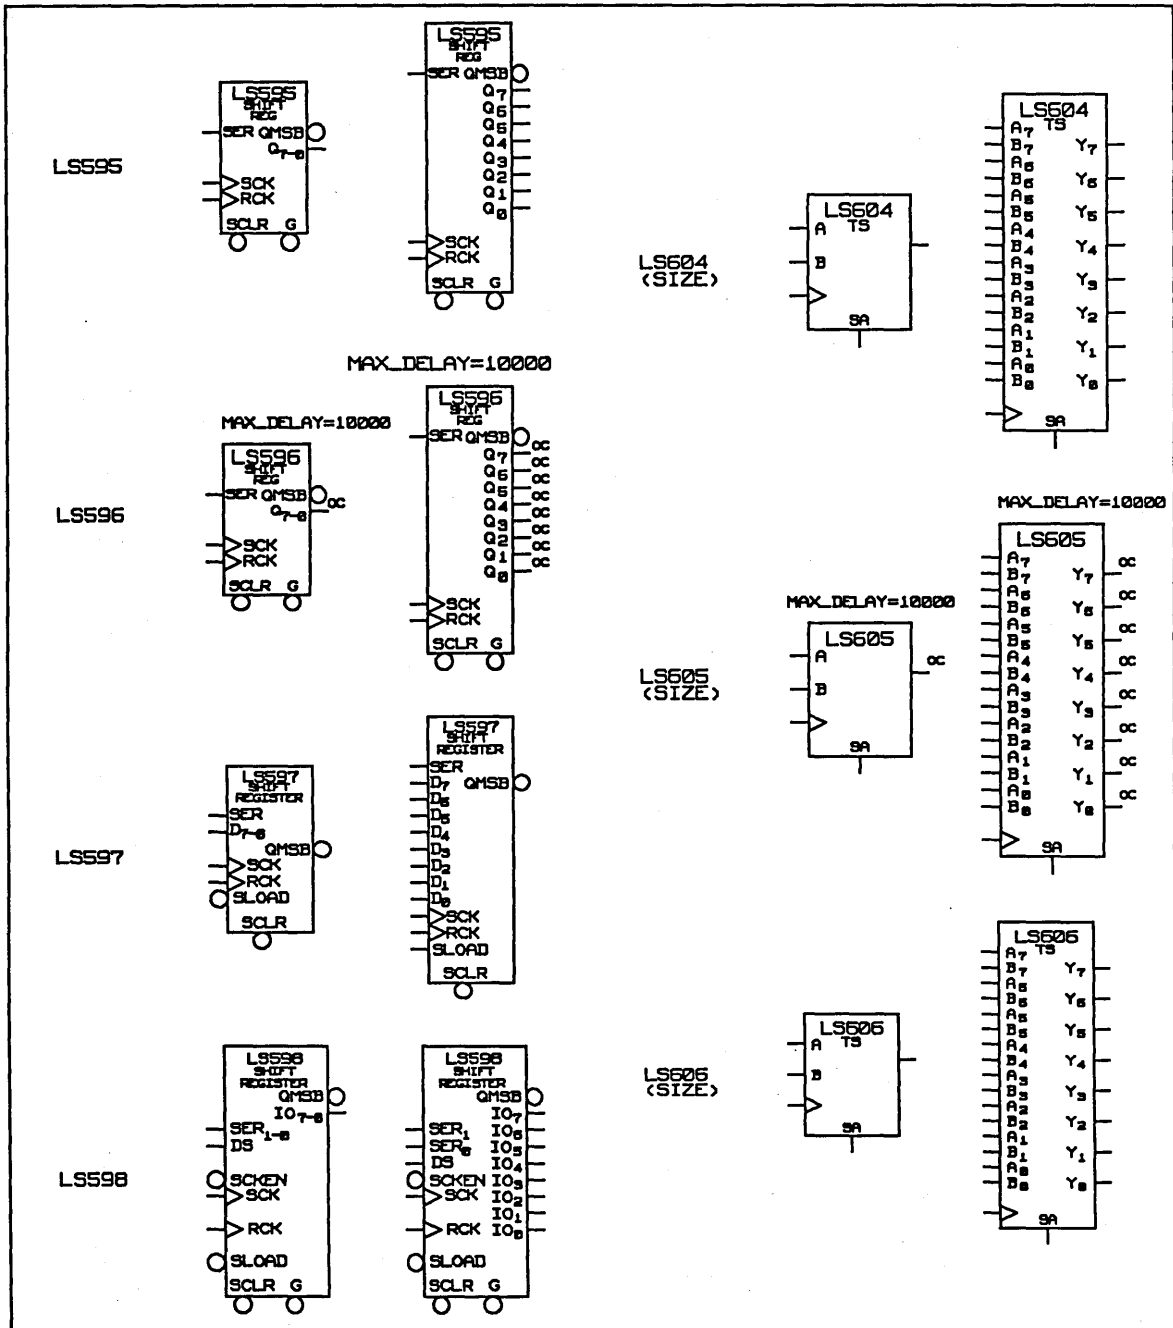 LS595
LS595
SHIFT
REG
SER QMSB
Q7-0
SCK
RCK
SCLR G
LS595
SHIFT
REG
SER QMSB
Q7
Q6
Q5
Q4
Q3
Q2
Q1
Q0
SCK
RCK
SCLR G
LS596
MAX_DELAY=10000
LS596
SHIFT
REG
SER QMSB
Q7-0 OC
SCK
RCK
SCLR G
MAX_DELAY=10000
LS596
SHIFT
REG
SER QMSB
Q7 OC
Q6 OC
Q5 OC
Q4 OC
Q3 OC
Q2 OC
Q1 OC
Q0 OC
SCK
RCK
SCLR G
LS597
LS597
SHIFT
REGISTER
SER
D7-0
QMSB
SCK
RCK
SLOAD
SCLR
LS597
SHIFT
REGISTER
SER
D7 QMSB
D6
D5
D4
D3
D2
D1
D0
SCK
RCK
SLOAD
SCLR
LS598
LS598
SHIFT
REGISTER
QMSB
IO7-0
SER1-0
DS
SCKEN
SCK
RCK
SLOAD
SCLR G
LS598
SHIFT
REGISTER
QMSB
IO7
SER1 IO6
SER0 IO5
DS IO4
SCKEN IO3
SCK IO2
IO1
RCK IO0
SLOAD
SCLR G
LS604
(SIZE)
LS604
TS
A
B
SA
LS604
TS
A7
B7 Y7
A6
B6 Y6
A5
B5 Y5
A4
B4 Y4
A3
B3 Y3
A2
B2 Y2
A1
B1 Y1
A0
B0 Y0
SA
LS605
(SIZE)
MAX_DELAY=10000
LS605
A
OC
B
SA
MAX_DELAY=10000
LS605
A7 OC
B7 Y7
A6 OC
B6 Y6
A5 OC
B5 Y5
A4 OC
B4 Y4
A3 OC
B3 Y3
A2 OC
B2 Y2
A1 OC
B1 Y1
A0 OC
B0 Y0
SA
LS606
(SIZE)
LS606
TS
A
B
SA
LS606
TS
A7
B7 Y7
A6
B6 Y6
A5
B5 Y5
A4
B4 Y4
A3
B3 Y3
A2
B2 Y2
A1
B1 Y1
A0
B0 Y0
SA